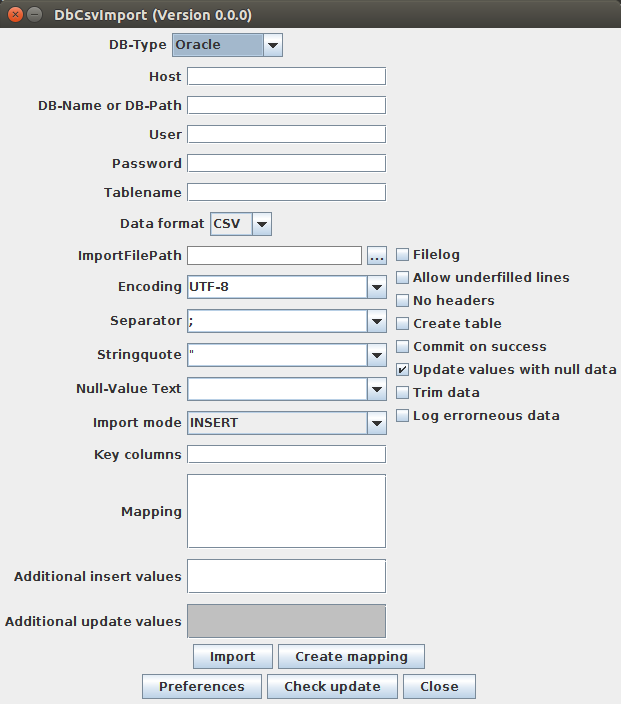 DbCsvImport (Version 0.0.0)
DB-Type Oracle
Host
DB-Name or DB-Path
User
Password
Tablename
Data format CSV
ImportFilePath ... Filelog
Allow underfilled lines
Encoding UTF-8
No headers
Separator ; Create table
Commit on success
Stringquote "
Update values with null data
Null-Value Text Trim data
Import mode INSERT Log errorneous data
Key columns
Mapping
Additional insert values
Additional update values
Import Create mapping
Preferences Check update Close